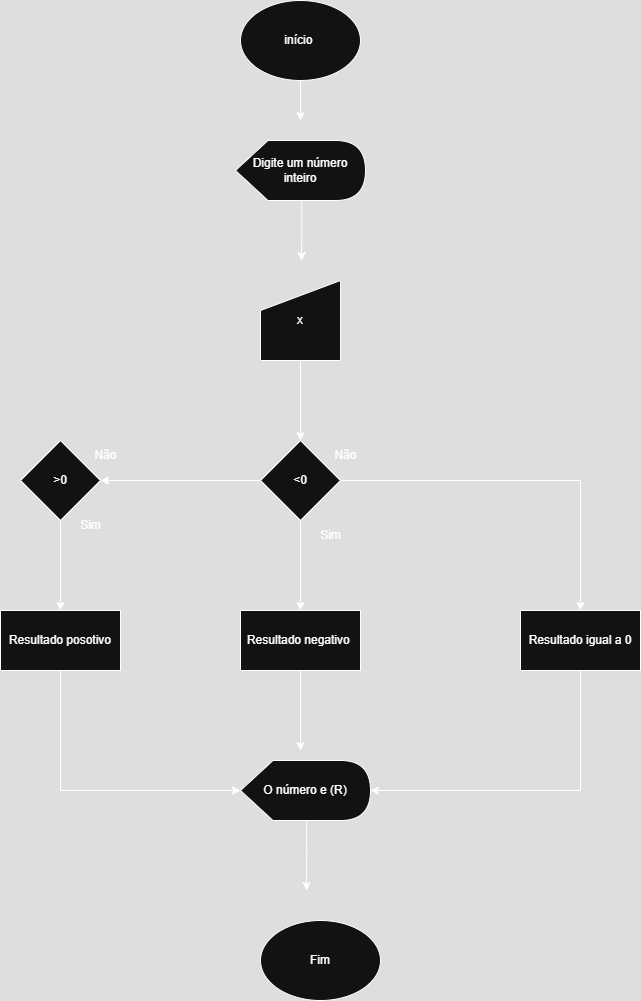 início
Digite um número
inteiro
x
Não
Não
>0
<0
Sim
Sim
Resultado posotivo
Resultado negativo
Resultado igual a 0
O número e (R)
Fim